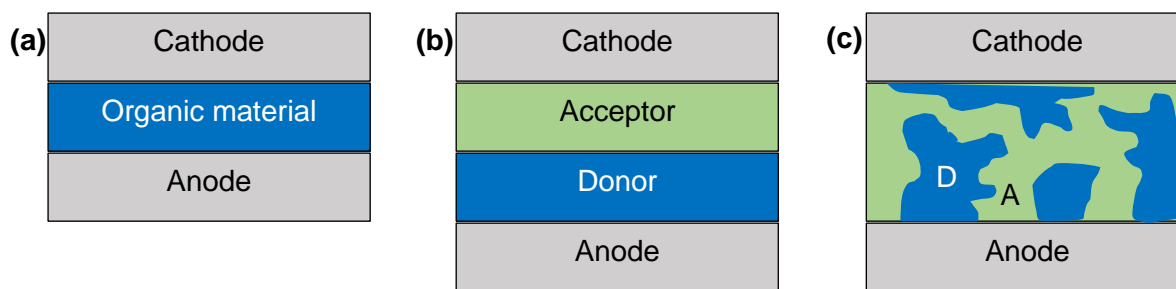 (a)
Cathode
Organic material
Anode
(b)
Cathode
Acceptor
Donor
Anode
(c)
Cathode
D
A
Anode